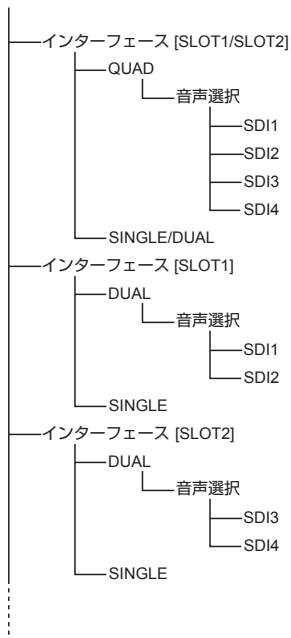 インターフェース [SLOT1/SLOT2]
QUAD
音声選択
SDI1
SDI2
SDI3
SDI4
SINGLE/DUAL
インターフェース [SLOT1]
DUAL
音声選択
SDI1
SDI2
SINGLE
インターフェース [SLOT2]
DUAL
音声選択
SDI3
SDI4
SINGLE